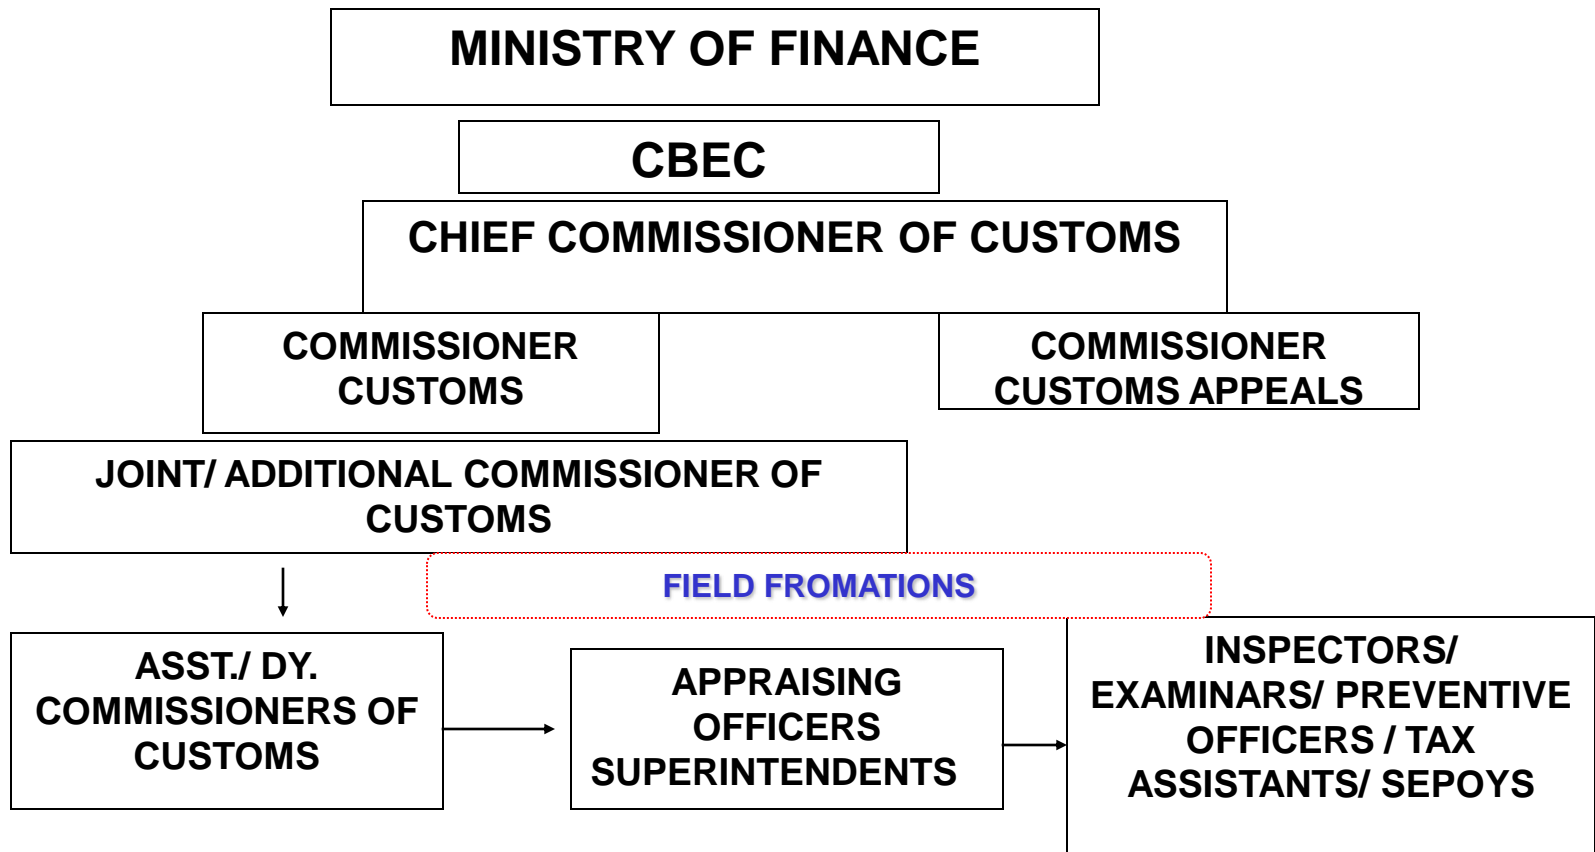 MINISTRY OF FINANCE
CBEC
CHIEF COMMISSIONER OF CUSTOMS
COMMISSIONER
CUSTOMS
COMMISSIONER
CUSTOMS APPEALS
JOINT/ ADDITIONAL COMMISSIONER OF
CUSTOMS
FIELD FROMATIONS
ASST./ DY.
COMMISSIONERS OF
CUSTOMS
APPRAISING
OFFICERS
SUPERINTENDENTS
INSPECTORS/
EXAMINARS/ PREVENTIVE
OFFICERS / TAX
ASSISTANTS/ SEPOYS